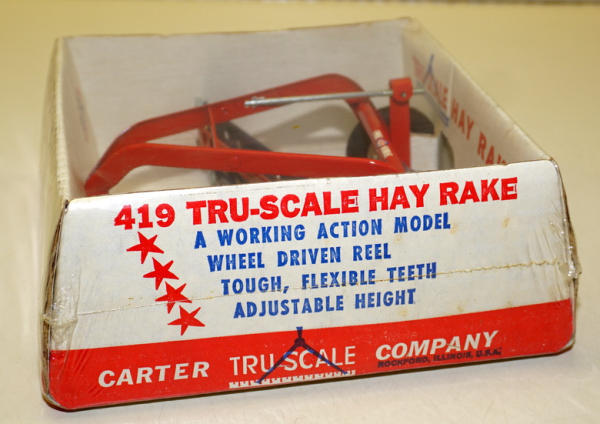 419 TRU-SCALE HAY RAKE
A WORKING ACTION MODEL
WHEEL DRIVEN REEL
TOUGH, FLEXIBLE TEETH
ADJUSTABLE HEIGHT
CARTER TRU-SCALE COMPANY
ROCKFORD, ILLINOIS, U.S.A.
HAY RAKE